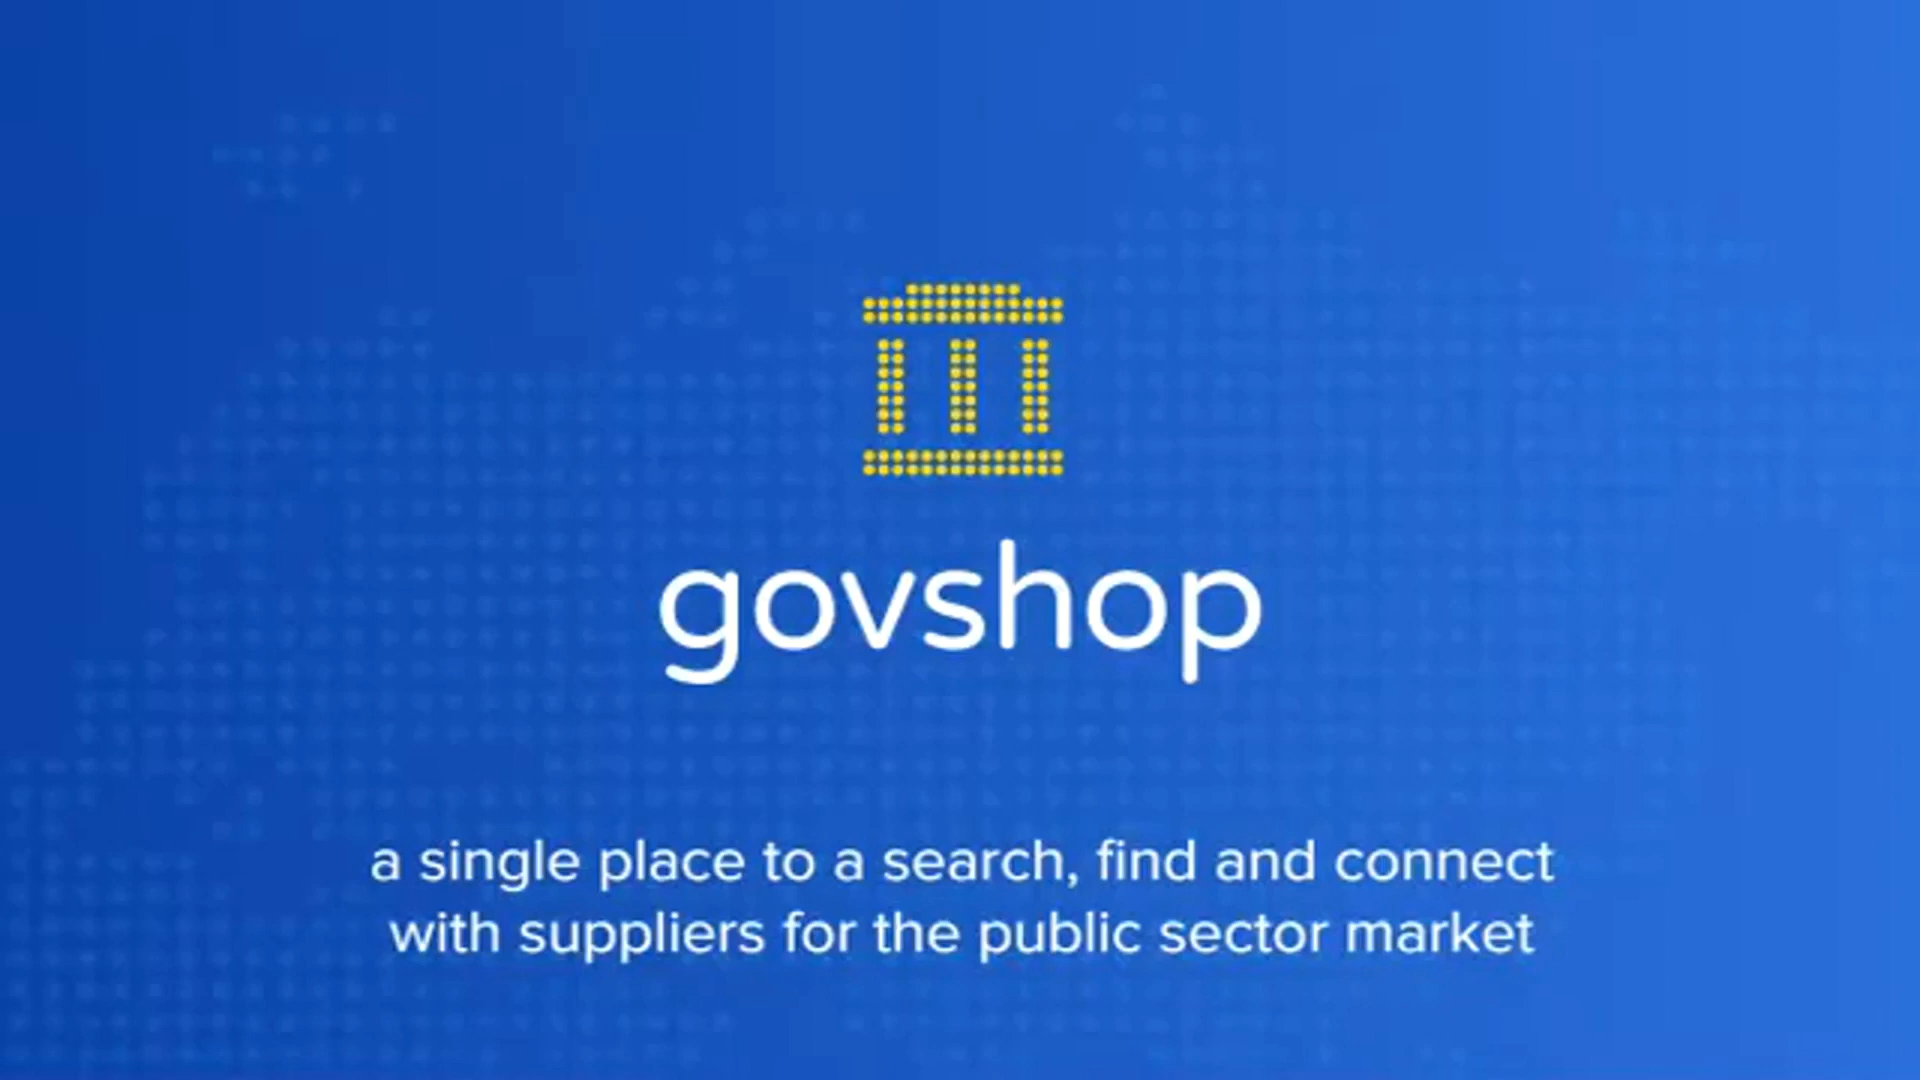 govshop
a single place to a search, find and connect
with suppliers for the public sector market